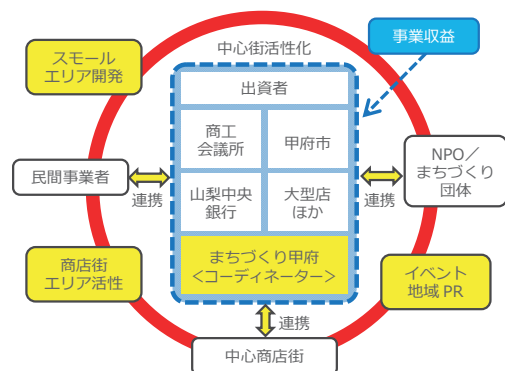 スモール
エリア開発
中心街活性化
事業収益
出資者
商工
会議所
甲府市
民間事業者
連携
山梨中央
銀行
大型店
ほか
連携
NPO／
まちづくり
団体
商店街
エリア活性
まちづくり甲府
＜コーディネーター＞
イベント
地域 PR
連携
中心商店街